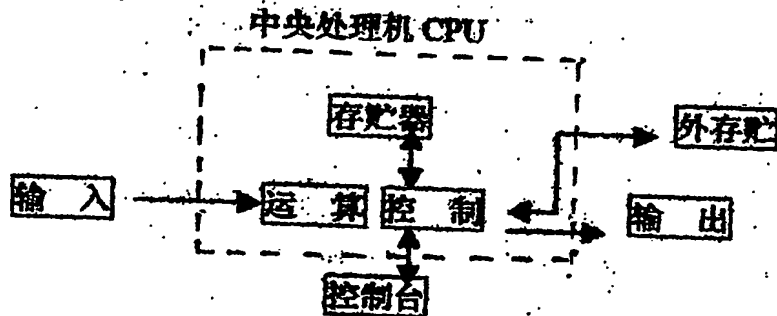 中央处理机 CPU
存贮器
外存贮
输 入
运 算
控 制
输 出
控制台